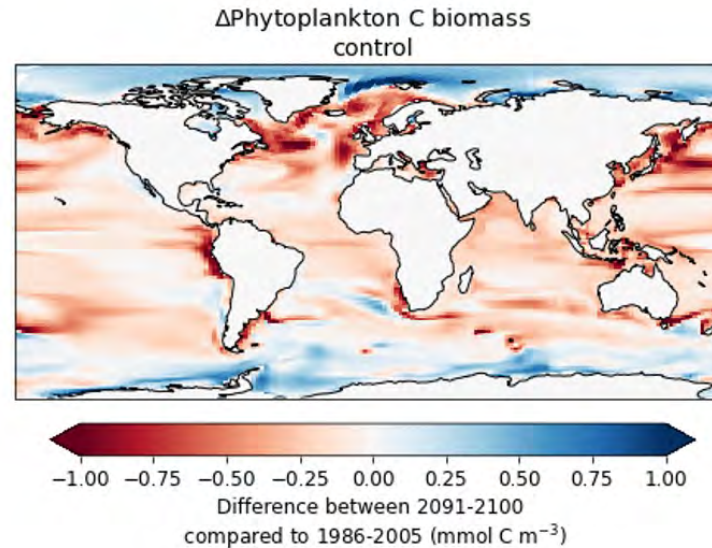 ΔPhytoplankton C biomass
control
−1.00 −0.75 −0.50 −0.25 0.00 0.25 0.50 0.75 1.00
Difference between 2091-2100
compared to 1986-2005 (mmol C m⁻³)